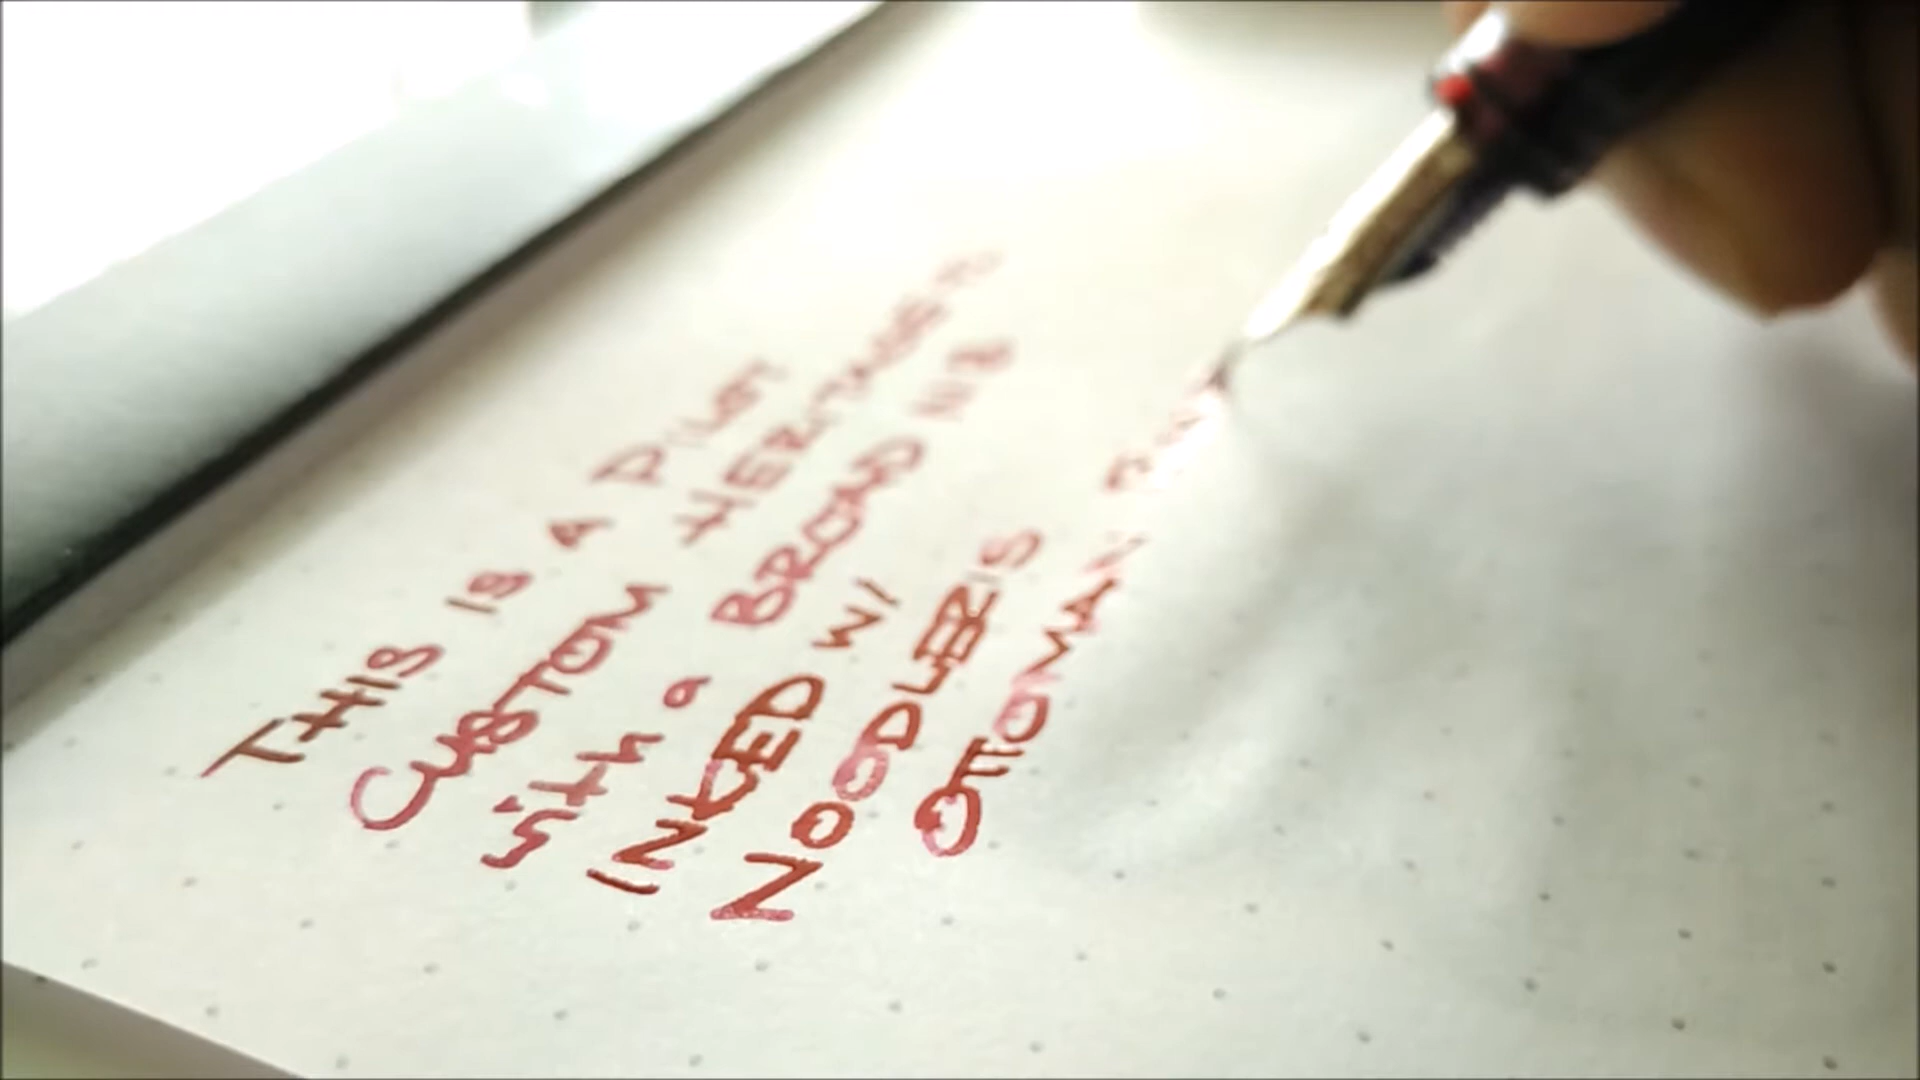 THIS IS A PILOT
CUSTOM HERITAGE
with a BROAD NIB
INKED W/
NOODLER'S
OTTOMAN